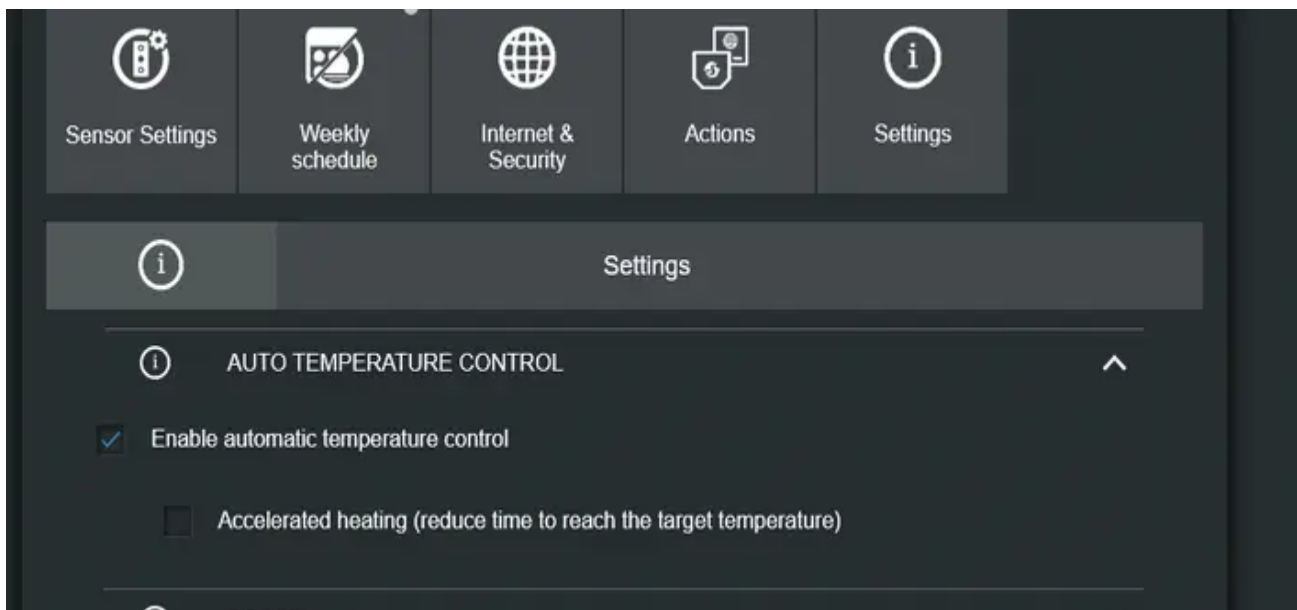 Sensor Settings
Weekly
schedule
Internet &
Security
Actions
Settings
Settings
AUTO TEMPERATURE CONTROL
Enable automatic temperature control
Accelerated heating (reduce time to reach the target temperature)